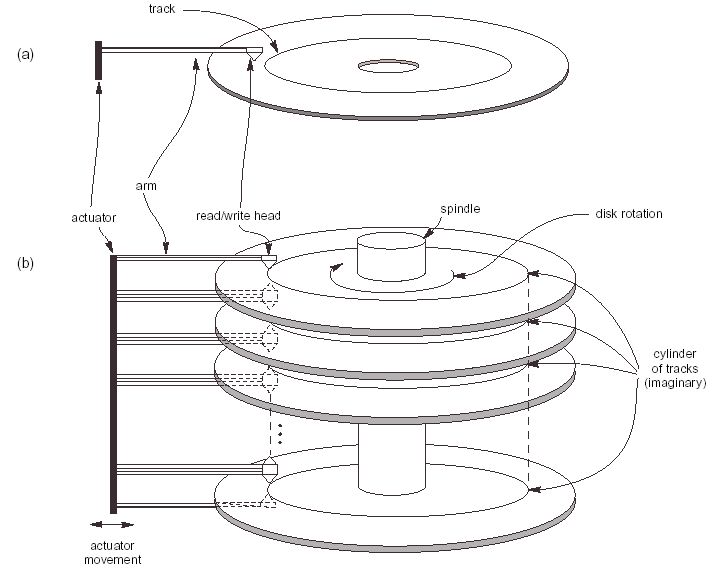 track
(a)
arm
actuator
read/write head
spindle
disk rotation
(b)
cylinder
of tracks
(imaginary)
actuator
movement